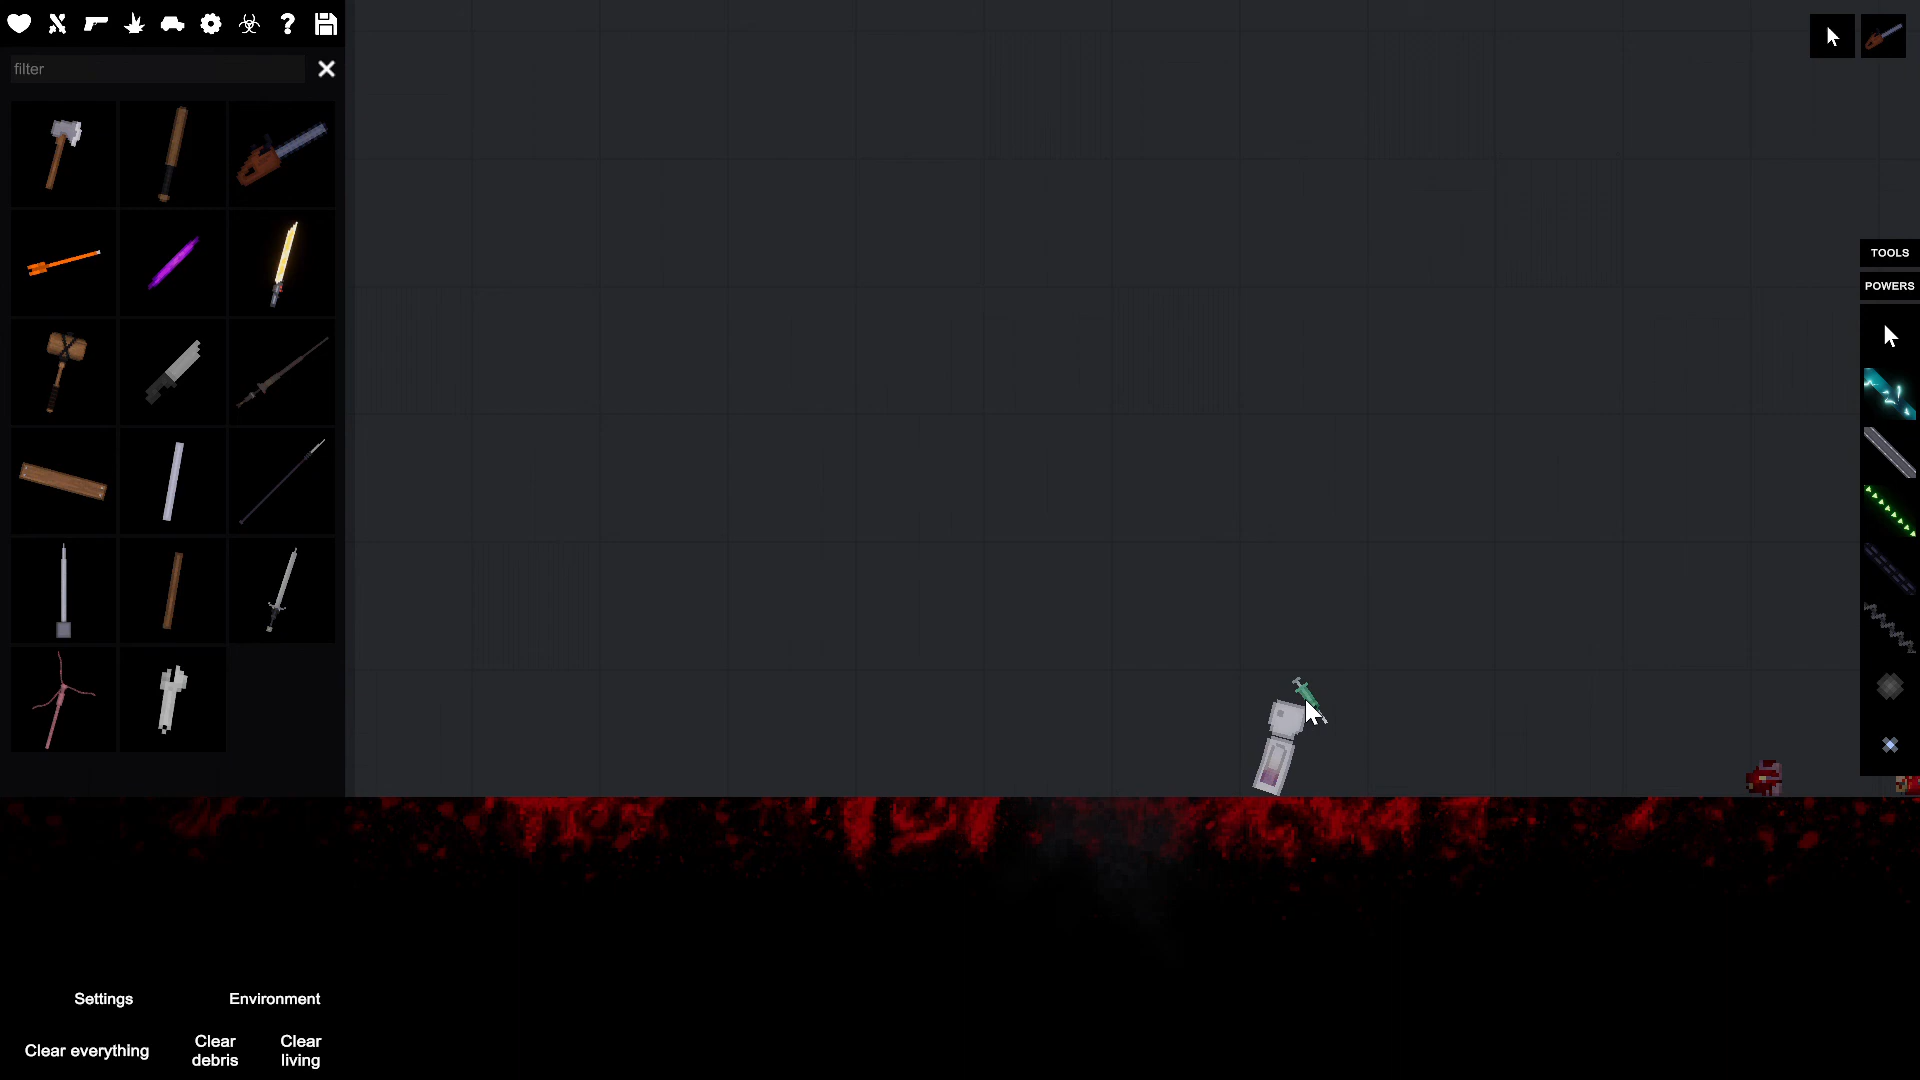 filter
TOOLS
POWERS
Settings
Environment
Clear everything
Clear
debris
Clear
living